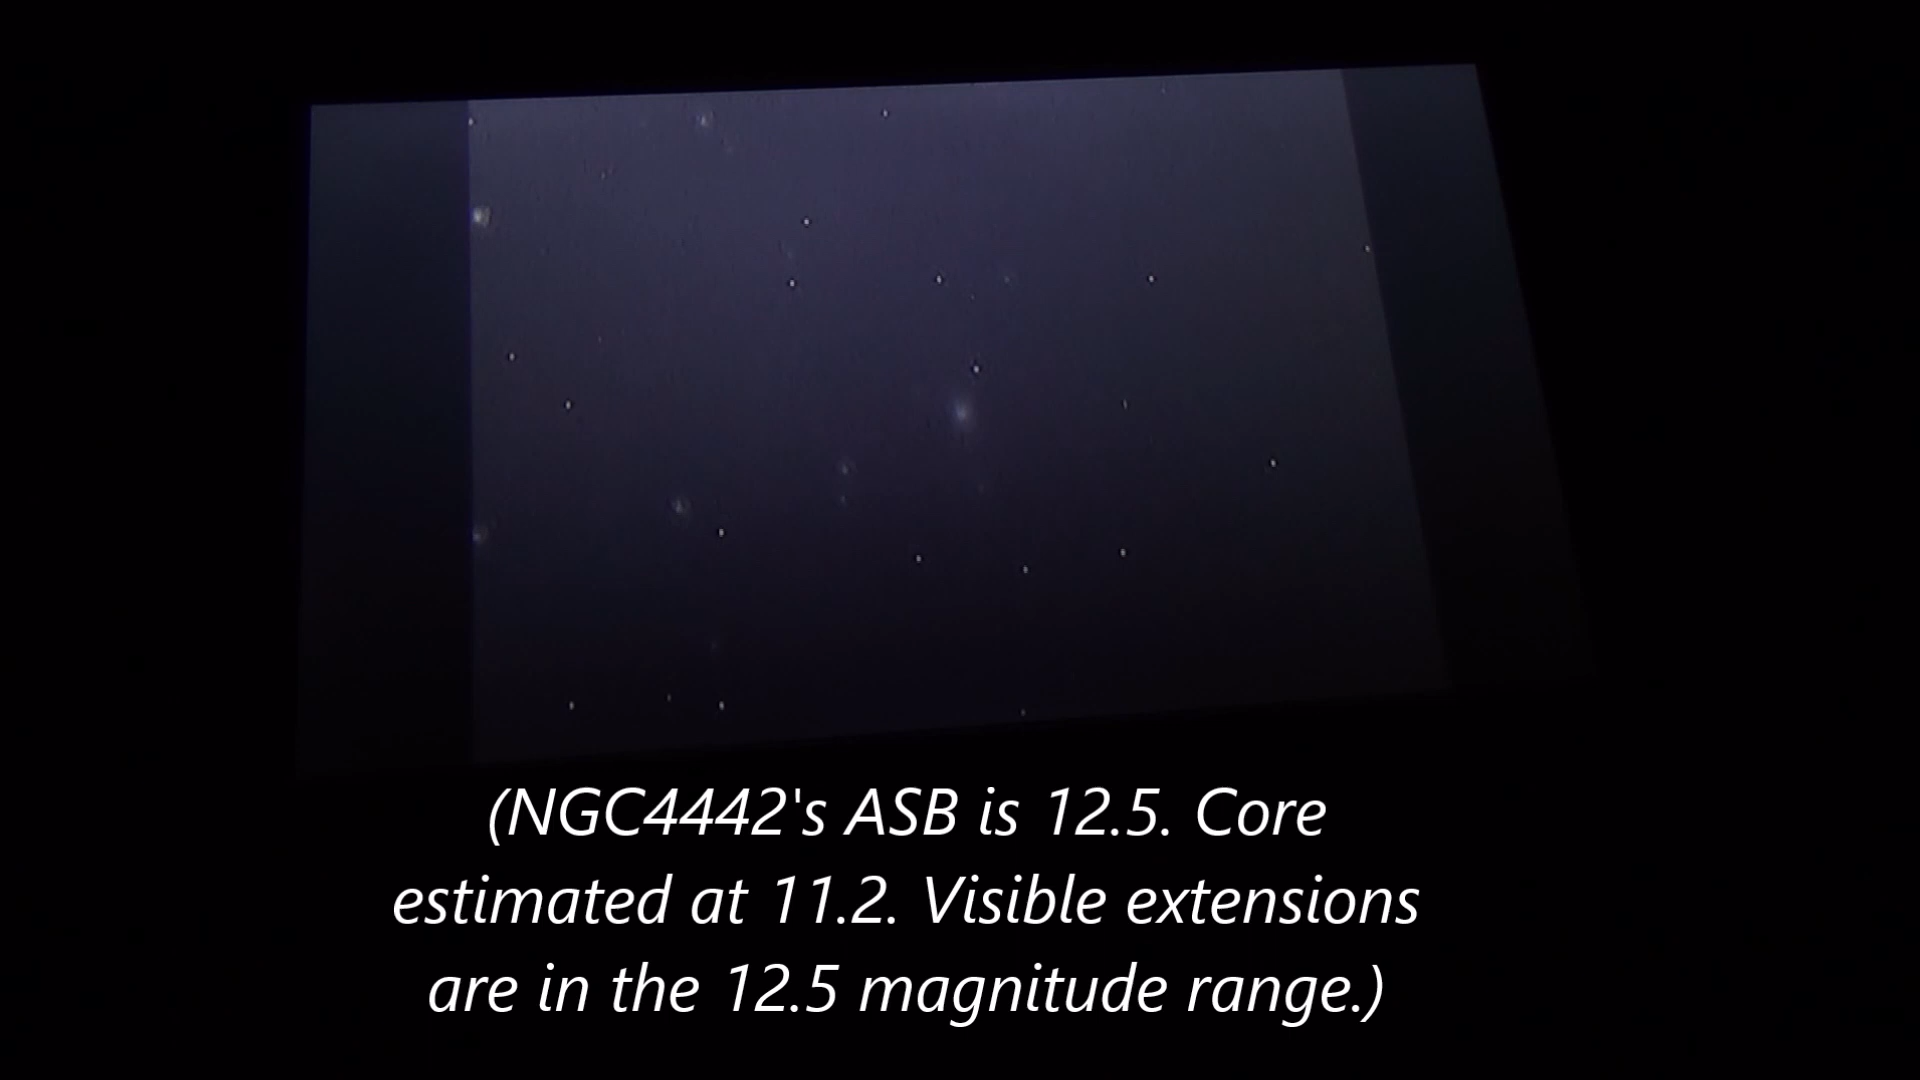 (NGC4442's ASB is 12.5. Core
estimated at 11.2. Visible extensions
are in the 12.5 magnitude range.)